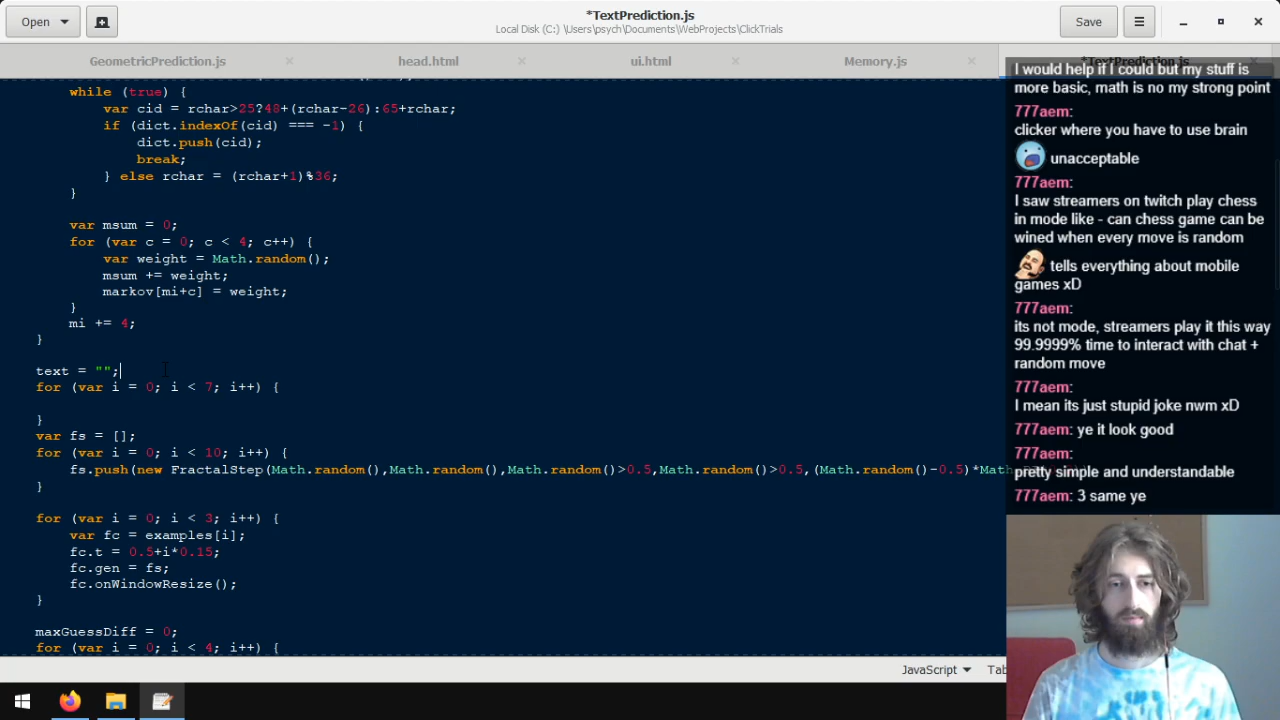 Open
*TextPrediction.js
Local Disk (C:) \Users\psych\Documents\WebProjects\ClickTrials
Save
GeometricPrediction.js
head.html
ui.html
Memory.js
*TextPrediction.js
while (true) {
var cid = rchar>25?48+(rchar-26):65+rchar;
if (dict.indexOf(cid) === -1) {
dict.push(cid);
break;
} else rchar = (rchar+1)%36;
}
var msum = 0;
for (var c = 0; c < 4; c++) {
var weight = Math.random();
msum += weight;
markov[mi+c] = weight;
}
mi += 4;
}
text = "";
for (var i = 0; i < 7; i++) {
}
var fs = [];
for (var i = 0; i < 10; i++) {
fs.push(new FractalStep(Math.random(),Math.random(),Math.random()>0.5,Math.random()>0.5,(Math.random()-0.5)*Math
}
for (var i = 0; i < 3; i++) {
var fc = examples[i];
fc.t = 0.5+i*0.15;
fc.gen = fs;
fc.onWindowResize();
}
maxGuessDiff = 0;
for (var i = 0; i < 4; i++) {
JavaScript
Tab
I would help if I could but my stuff is
more basic, math is no my strong point
777aem:
clicker where you have to use brain
unacceptable
777aem:
I saw streamers on twitch play chess
in mode like - can chess game can be
wined when every move is random
tells everything about mobile
games xD
777aem:
its not mode, streamers play it this way
99.9999% time to interact with chat +
random move
777aem:
I mean its just stupid joke nwm xD
777aem: ye it look good
777aem:
pretty simple and understandable
777aem: 3 same ye